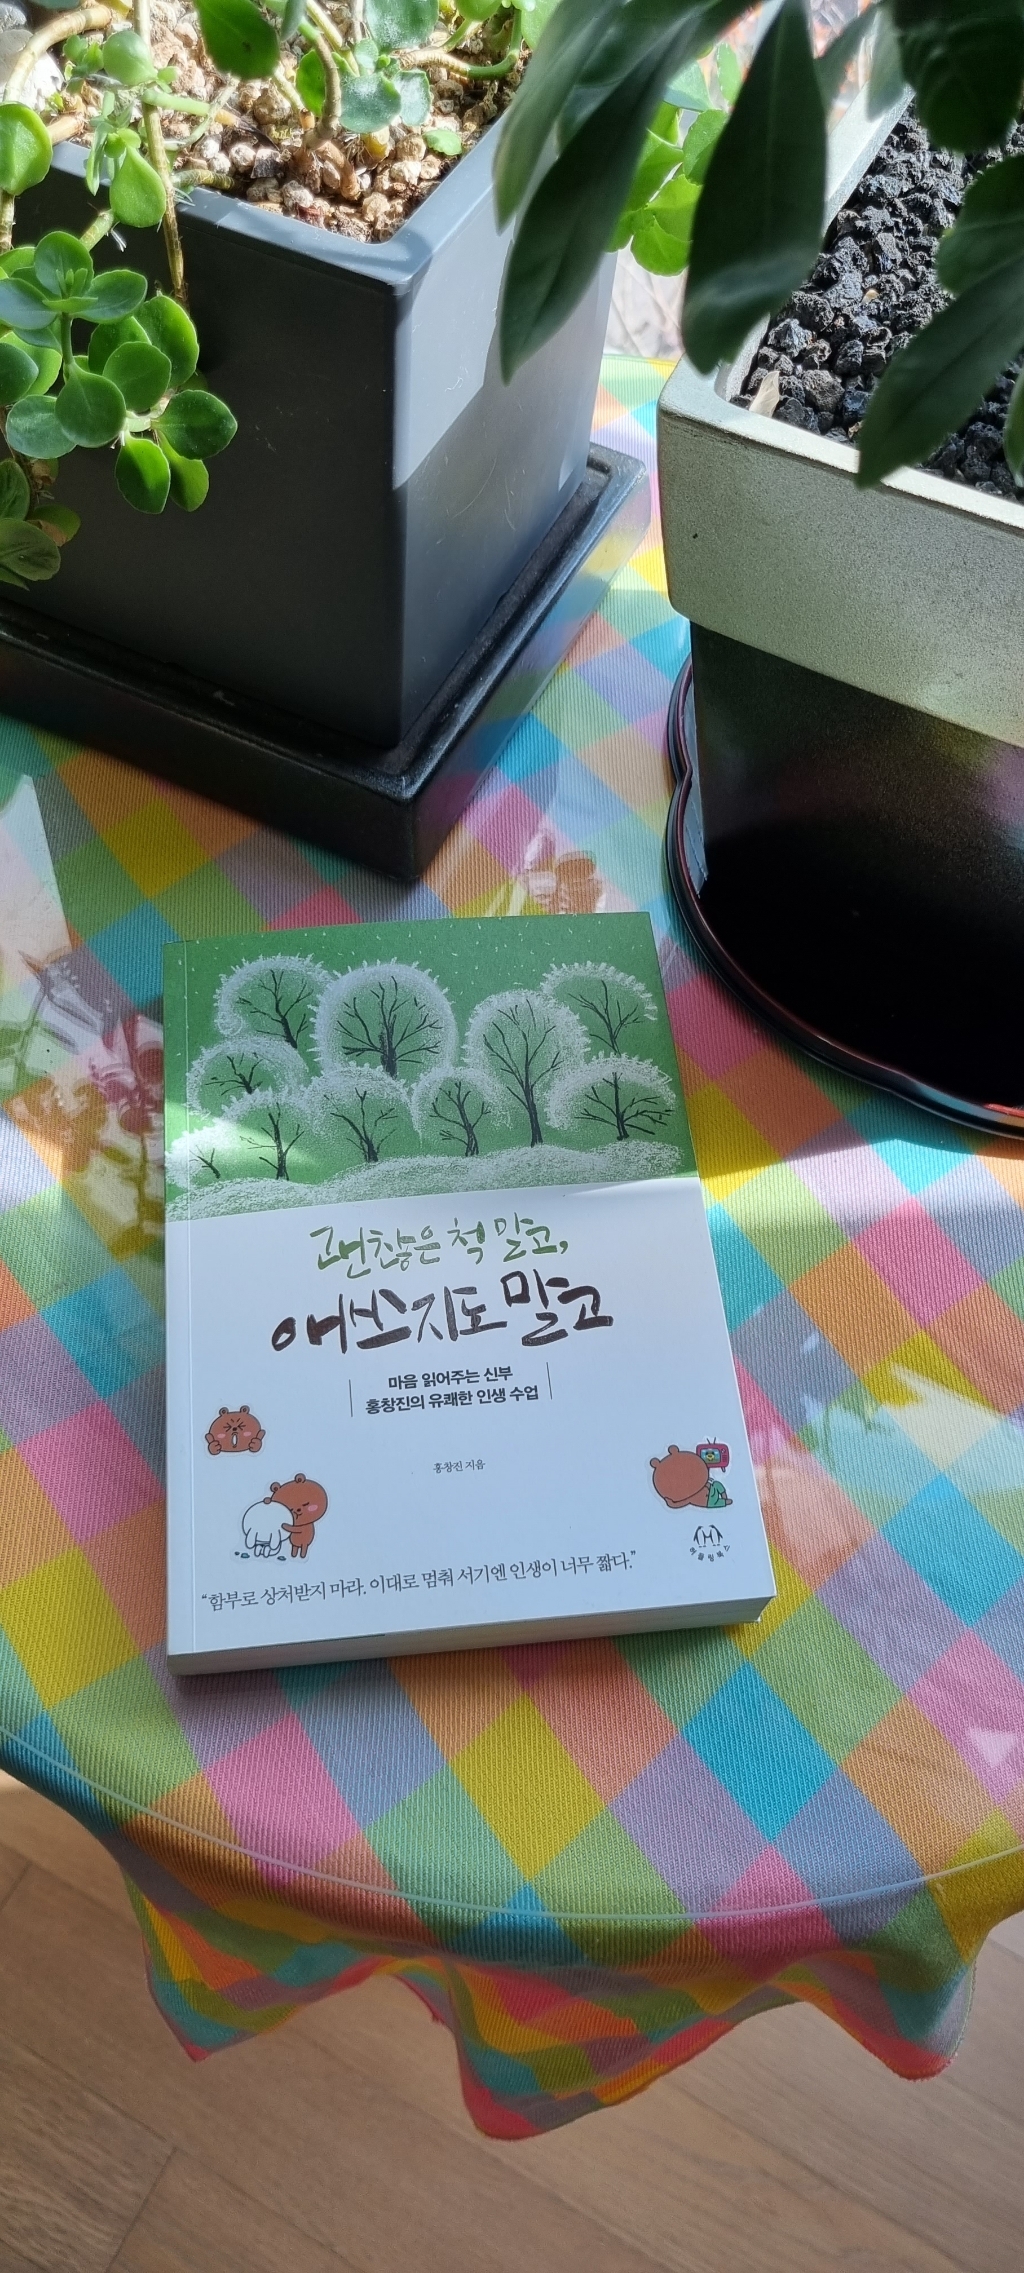 괜찮은 척 말고,
애쓰지도 말고
마음 읽어주는 신부
홍창진의 유쾌한 인생 수업
홍창진 지음
“함부로 상처받지 마라. 이대로 멈춰 서기엔 인생이 너무 짧다.”